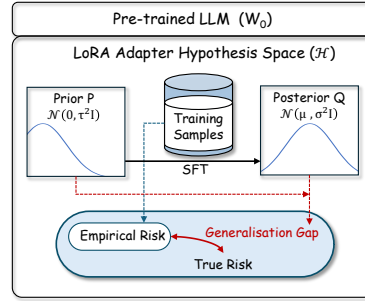 Pre-trained LLM (W₀)
LoRA Adapter Hypothesis Space (ℋ)
Prior P
𝒩(0, τ²I)
Training
Samples
Posterior Q
𝒩(μ , σ²I)
SFT
Empirical Risk
Generalisation Gap
True Risk